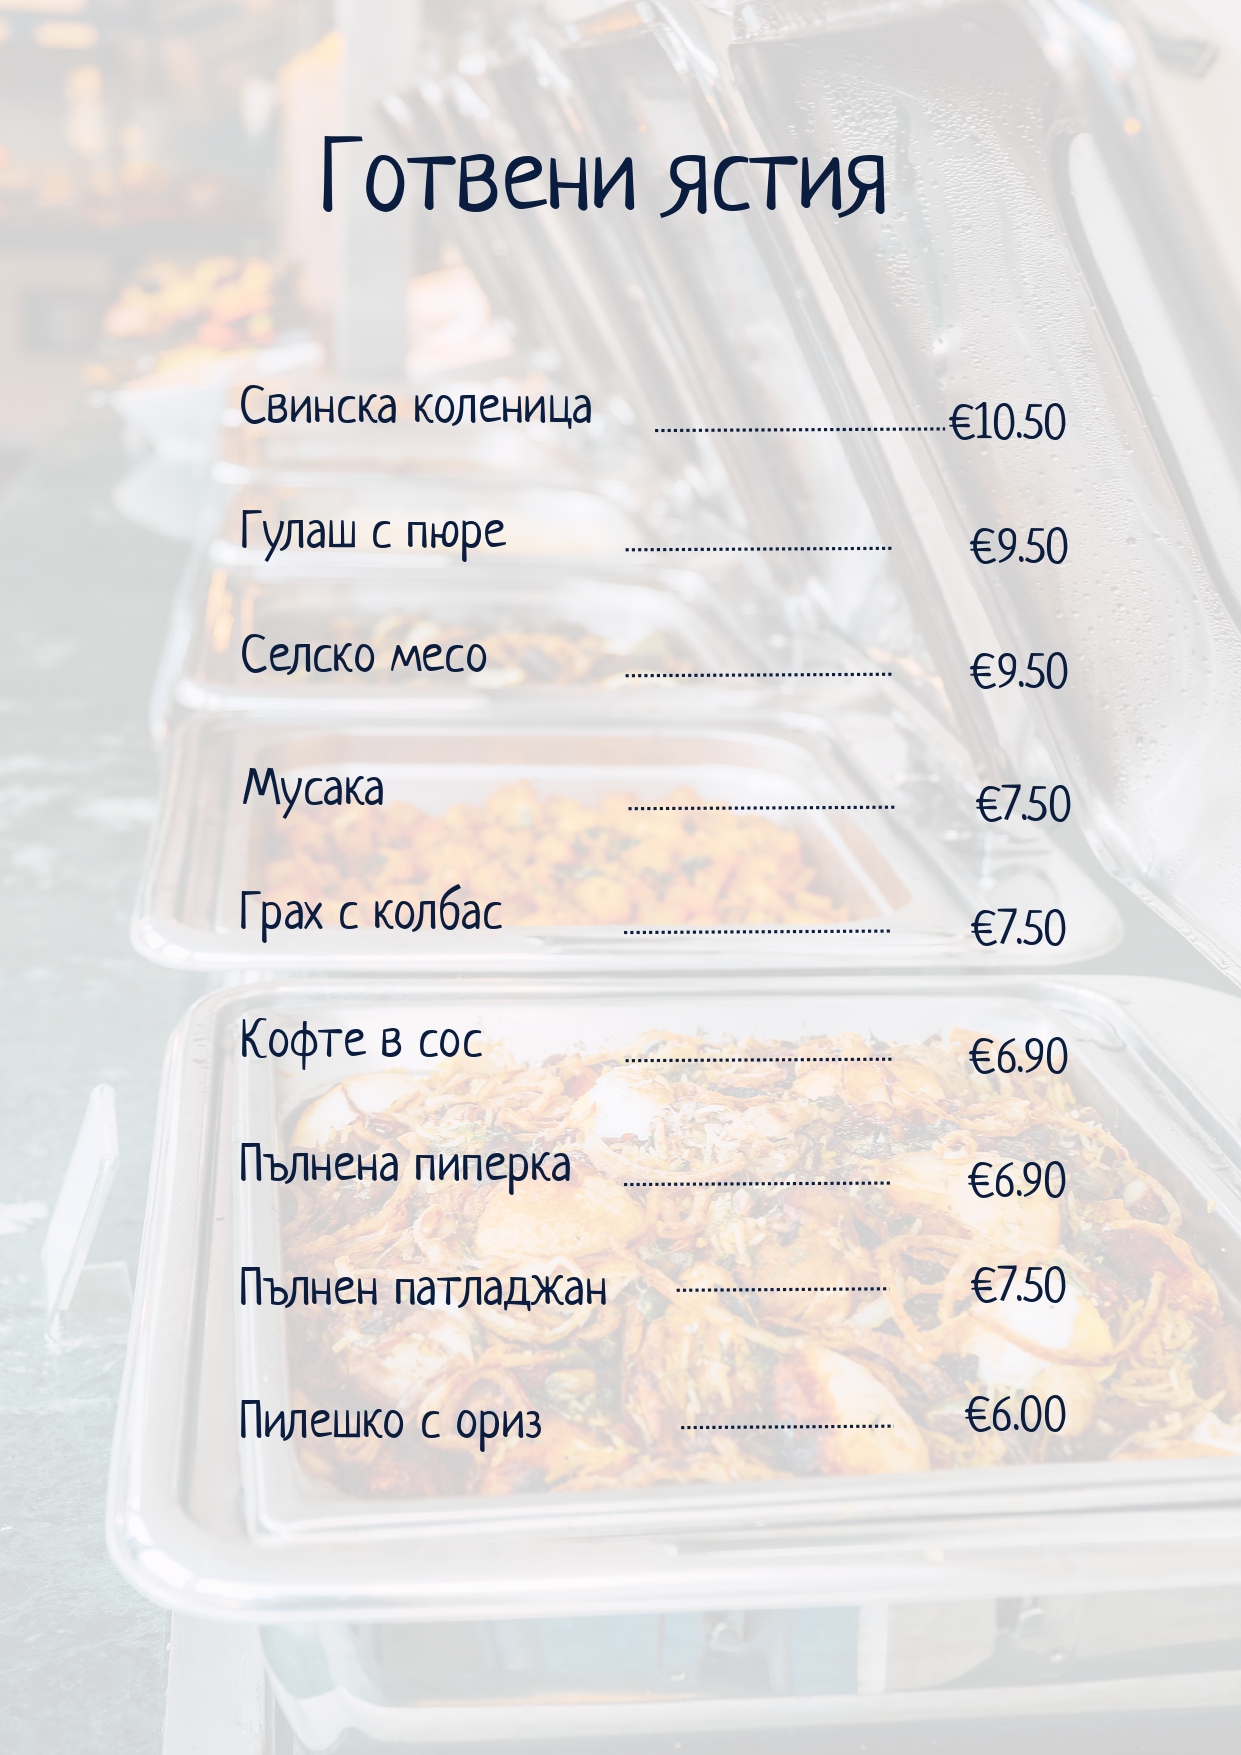 Готвени ястия
Свинска коленица ........................ €10.50
Гулаш с пюре ........................ €9.50
Селско месо ........................ €9.50
Мусака ........................ €7.50
Грах с колбас ........................ €7.50
Кофте в сос ........................ €6.90
Пълнена пиперка ........................ €6.90
Пълнен патладжан ........................ €7.50
Пилешко с ориз ........................ €6.00